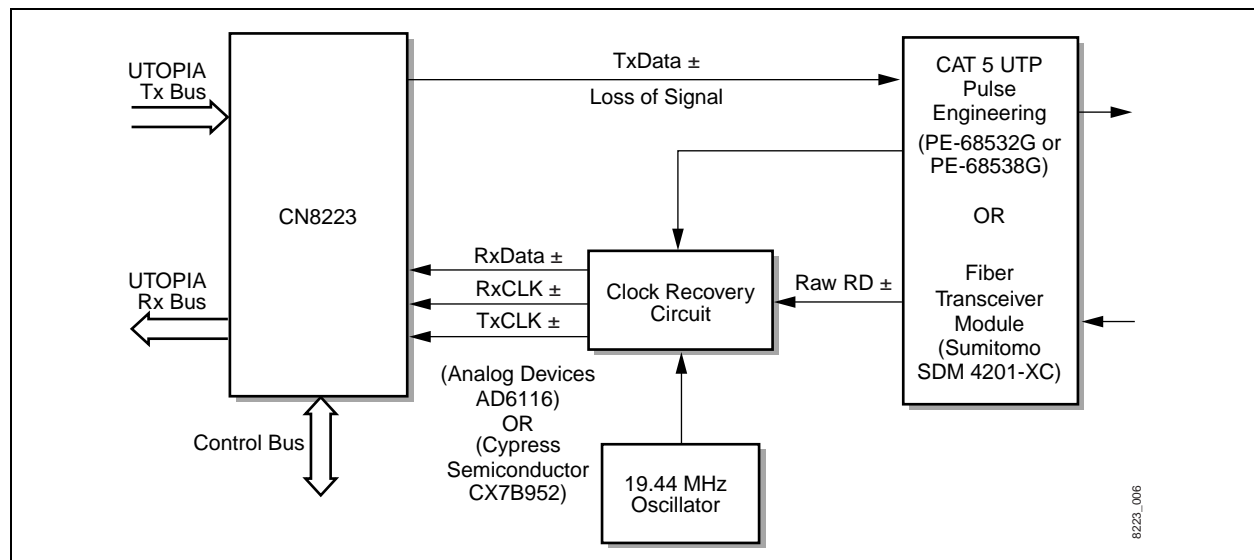 UTOPIA
Tx Bus
TxData ±
Loss of Signal
CAT 5 UTP
Pulse
Engineering
(PE-68532G or
PE-68538G)
OR
Fiber
Transceiver
Module
(Sumitomo
SDM 4201-XC)
CN8223
UTOPIA
Rx Bus
RxData ±
RxCLK ±
TxCLK ±
Clock Recovery
Circuit
Raw RD ±
(Analog Devices
AD6116)
OR
(Cypress
Semiconductor
CX7B952)
Control Bus
19.44 MHz
Oscillator
8223_006